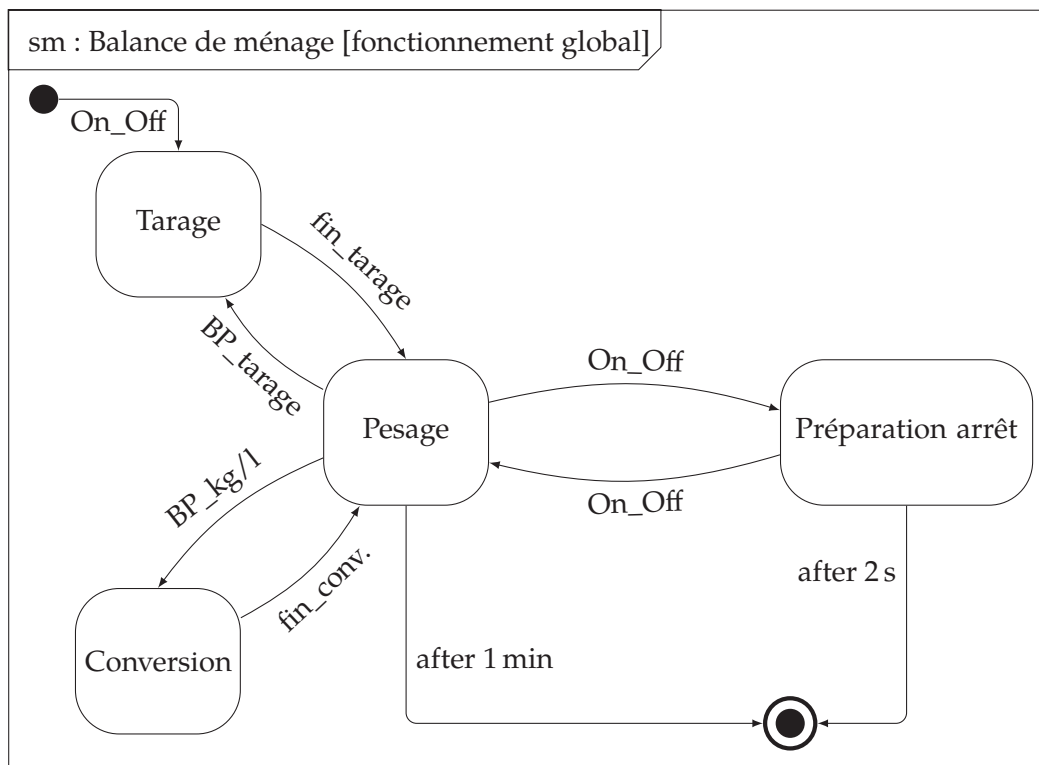 sm : Balance de ménage [fonctionnement global]
On_Off
Tarage
fin_tarage
BP_tarage
On_Off
Pesage
Préparation arrêt
On_Off
BP_kg/l
fin_conv.
after 2 s
Conversion
after 1 min